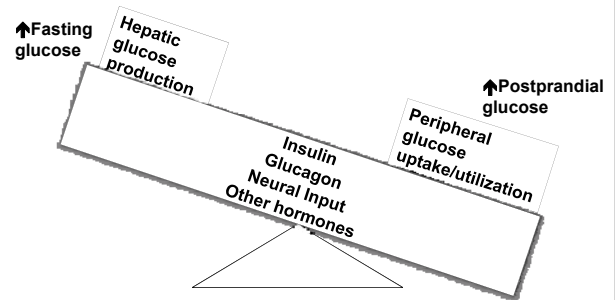 🡹Fasting
glucose
Hepatic
glucose
production
🡹Postprandial
glucose
Peripheral
glucose
uptake/utilization
Insulin
Glucagon
Neural Input
Other hormones